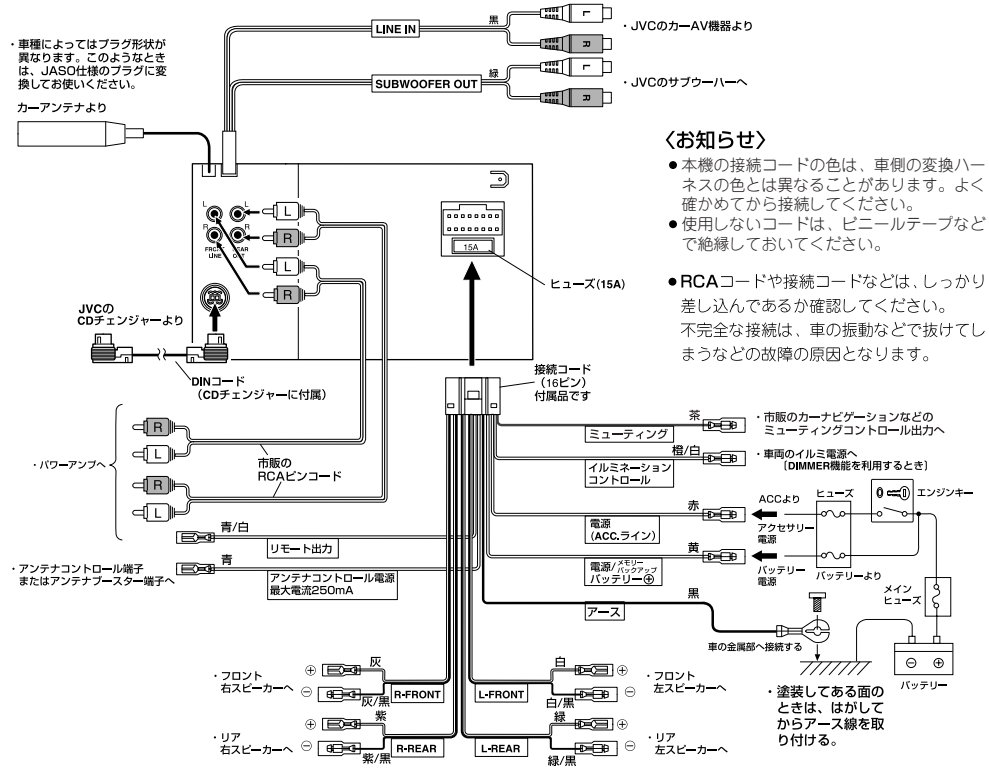 ・車種によってはプラグ形状が
異なります。このようなとき
は、JASO仕様のプラグに変
換してお使いください。
カーアンテナより
LINE IN
黒
L
R
・JVCのカーAV機器より
SUBWOOFER OUT
緑
L
R
・JVCのサブウーハーへ
〈お知らせ〉
●本機の接続コードの色は、車側の変換ハー
ネスの色とは異なることがあります。よく
確かめてから接続してください。
●使用しないコードは、ビニールテープなど
で絶縁しておいてください。
●RCAコードや接続コードなどは、しっかり
差し込んであるか確認してください。
不完全な接続は、車の振動などで抜けてし
まうなどの故障の原因となります。
L
L
R
R
FRONT
LINE
REAR
OUT
L
R
L
R
15A
ヒューズ(15A)
JVCの
CDチェンジャーより
DINコード
(CDチェンジャーに付属)
接続コード
(16ピン)
付属品です
・パワーアンプへ
R
L
R
L
市販の
RCAピンコード
青/白
リモート出力
・アンテナコントロール端子
またはアンテナブースター端子へ
青
アンテナコントロール電源
最大電流250mA
茶
ミューティング
・市販のカーナビゲーションなどの
ミューティングコントロール出力へ
橙/白
イルミネーション
コントロール
・車両のイルミ電源へ
〔DIMMER機能を利用するとき〕
赤
電源
(ACC.ライン)
ACCより
アクセサリー
電源
ヒューズ
エンジンキー
黄
電源/メモリーバックアップ
バッテリー⊕
バッテリー
電源
バッテリーより
メイン
ヒューズ
黒
アース
車の金属部へ接続する
⊖ ⊕
バッテリー
・塗装してある面の
ときは、はがして
からアース線を取
り付ける。
・フロント
右スピーカーへ
⊕
灰
⊖
灰/黒
R-FRONT
L-FRONT
白
⊕
白/黒
⊖
・フロント
左スピーカーへ
・リア
右スピーカーへ
⊕
紫
⊖
紫/黒
R-REAR
L-REAR
緑
⊕
緑/黒
⊖
・リア
左スピーカーへ